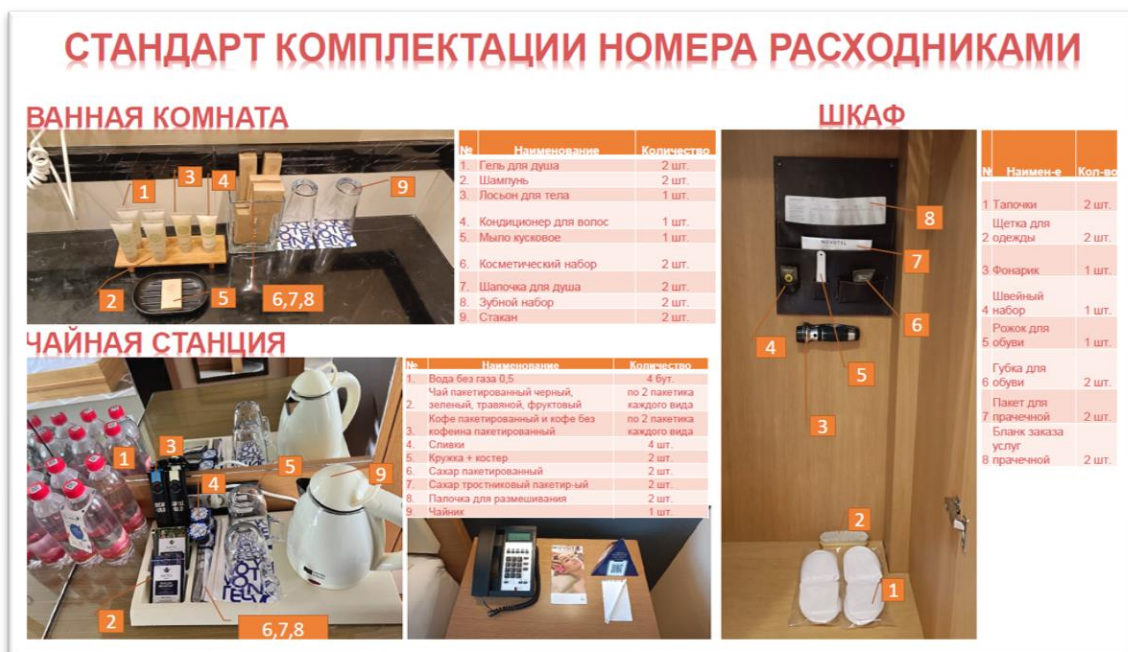 СТАНДАРТ КОМПЛЕКТАЦИИ НОМЕРА РАСХОДНИКАМИ
ВАННАЯ КОМНАТА
1
3
4
9
2
5
6,7,8
№ Наименование Количество
1. Гель для душа 2 шт.
2. Шампунь 2 шт.
3. Лосьон для тела 1 шт.
4. Кондиционер для волос 1 шт.
5. Мыло кусковое 1 шт.
6. Косметический набор 2 шт.
7. Шапочка для душа 2 шт.
8. Зубной набор 2 шт.
9. Стакан 2 шт.
ЧАЙНАЯ СТАНЦИЯ
1
3
4
5
9
2
6,7,8
№ Наименование Количество
1. Вода без газа 0,5 4 бут.
Чай пакетированный черный, по 2 пакетика
2. зеленый, травяной, фруктовый каждого вида
Кофе пакетированный и кофе без по 2 пакетика
3. кофеина пакетированный каждого вида
4. Сливки 4 шт.
5. Кружка + костер 2 шт.
6. Сахар пакетированный 2 шт.
7. Сахар тростниковый пакетир-ый 2 шт.
8. Палочка для размешивания 2 шт.
9. Чайник 1 шт.
ШКАФ
8
NOVOTEL
7
6
4
5
3
2
1
№ Наимен-е Кол-во
1 Тапочки 2 шт.
Щетка для
2 одежды 2 шт.
3 Фонарик 1 шт.
Швейный
4 набор 1 шт.
Рожок для
5 обуви 1 шт.
Губка для
6 обуви 2 шт.
Пакет для
7 прачечной 2 шт.
Бланк заказа
услуг
8 прачечной 2 шт.